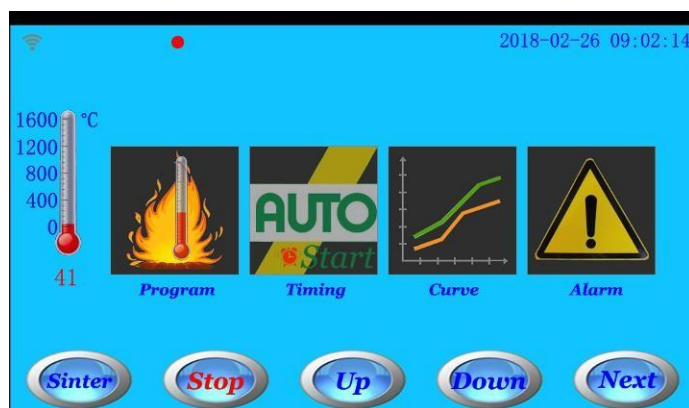 2018-02-26 09:02:14
1600 °C
1200
800
400
0
41
AUTO
Start
Program Timing Curve Alarm
Sinter Stop Up Down Next